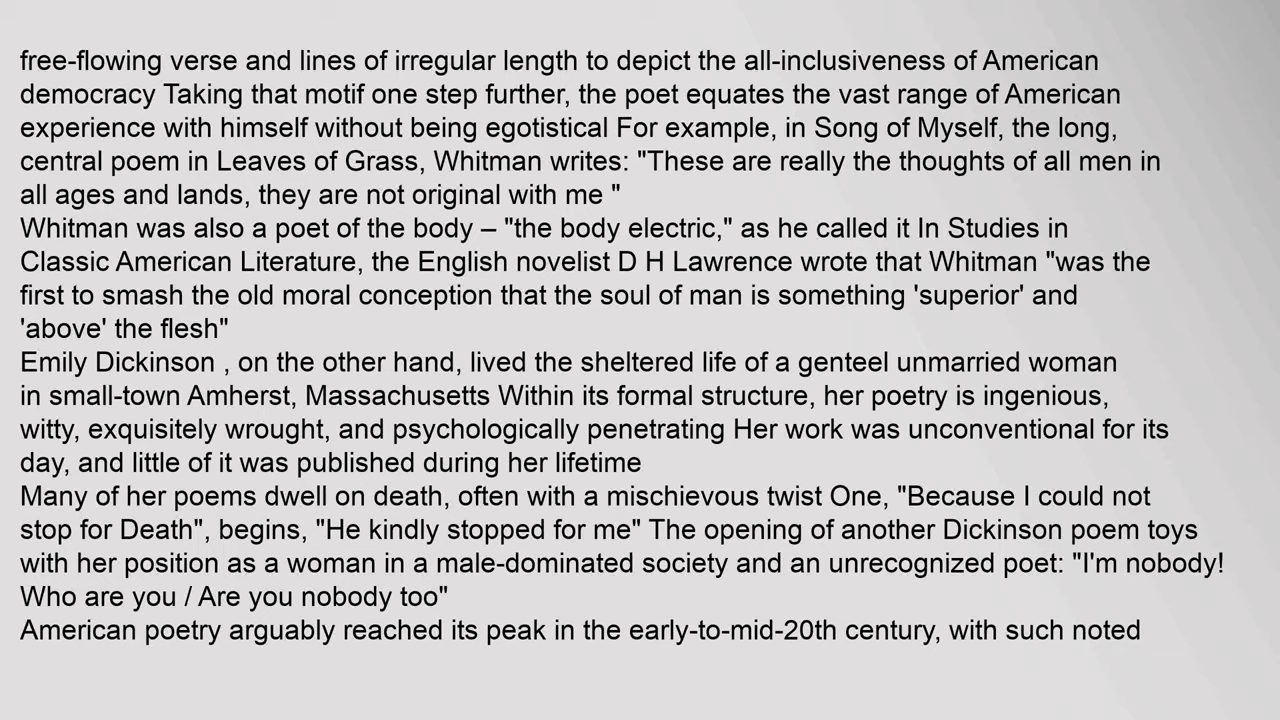 free-flowing verse and lines of irregular length to depict the all-inclusiveness of American
democracy Taking that motif one step further, the poet equates the vast range of American
experience with himself without being egotistical For example, in Song of Myself, the long,
central poem in Leaves of Grass, Whitman writes: "These are really the thoughts of all men in
all ages and lands, they are not original with me "
Whitman was also a poet of the body – "the body electric," as he called it In Studies in
Classic American Literature, the English novelist D H Lawrence wrote that Whitman "was the
first to smash the old moral conception that the soul of man is something 'superior' and
'above' the flesh"
Emily Dickinson , on the other hand, lived the sheltered life of a genteel unmarried woman
in small-town Amherst, Massachusetts Within its formal structure, her poetry is ingenious,
witty, exquisitely wrought, and psychologically penetrating Her work was unconventional for its
day, and little of it was published during her lifetime
Many of her poems dwell on death, often with a mischievous twist One, "Because I could not
stop for Death", begins, "He kindly stopped for me" The opening of another Dickinson poem toys
with her position as a woman in a male-dominated society and an unrecognized poet: "I'm nobody!
Who are you / Are you nobody too"
American poetry arguably reached its peak in the early-to-mid-20th century, with such noted